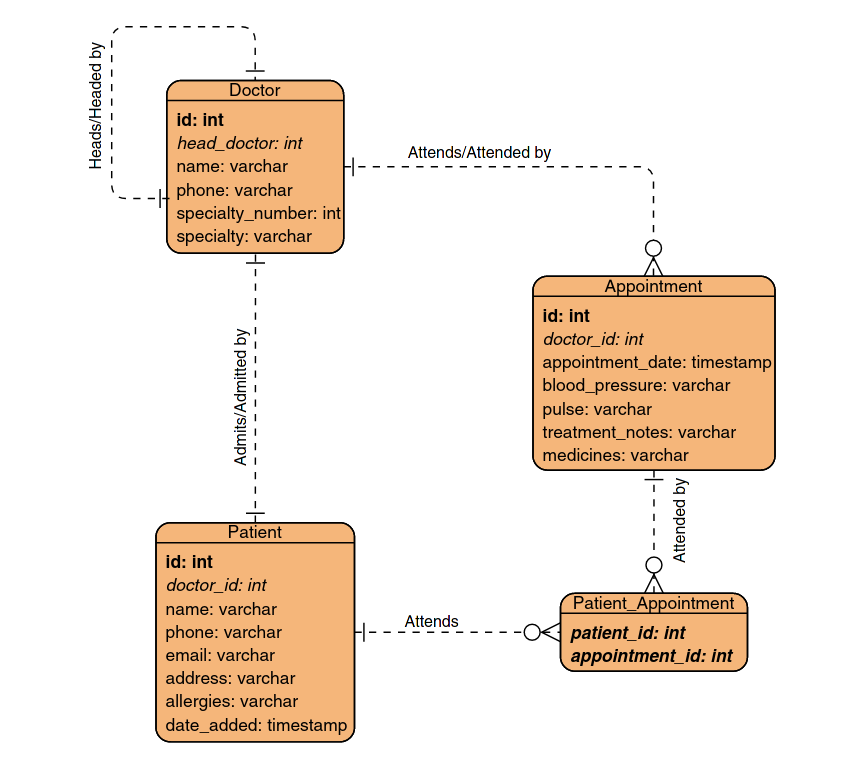 Heads/Headed by
Doctor
id: int
head_doctor: int
name: varchar
phone: varchar
specialty_number: int
specialty: varchar
Attends/Attended by
Appointment
id: int
doctor_id: int
appointment_date: timestamp
blood_pressure: varchar
pulse: varchar
treatment_notes: varchar
medicines: varchar
Admits/Admitted by
Attended by
Patient
id: int
doctor_id: int
name: varchar
phone: varchar
email: varchar
address: varchar
allergies: varchar
date_added: timestamp
Attends
Patient_Appointment
patient_id: int
appointment_id: int